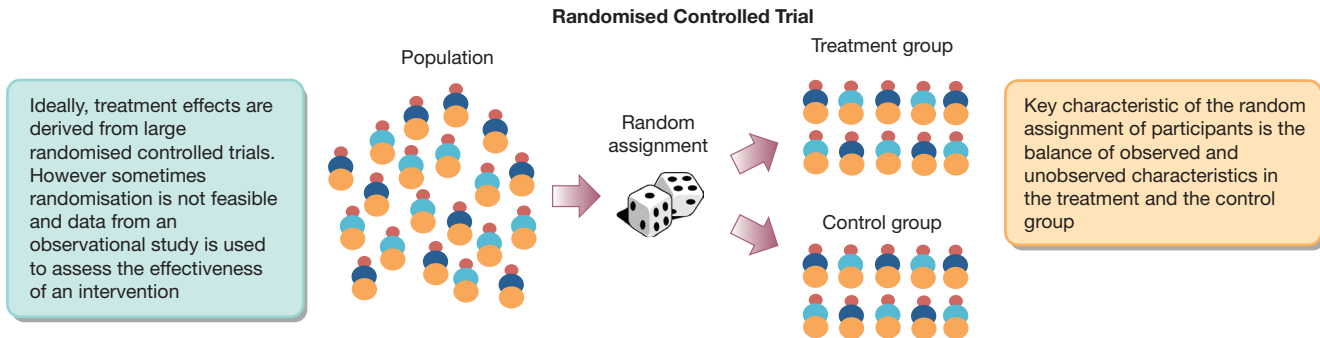 Randomised Controlled Trial
Ideally, treatment effects are
derived from large
randomised controlled trials.
However sometimes
randomisation is not feasible
and data from an
observational study is used
to assess the effectiveness
of an intervention
Population
Random
assignment
Treatment group
Control group
Key characteristic of the random
assignment of participants is the
balance of observed and
unobserved characteristics in
the treatment and the control
group